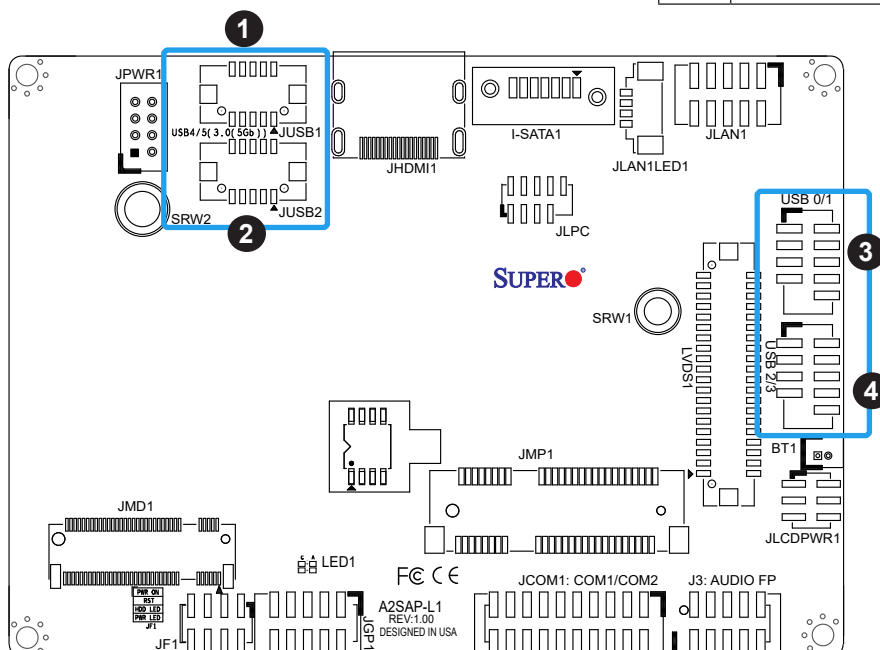 1
JPWR1
USB4/5(3.0(5Gb))
JUSB1
I-SATA1
JLAN1
JHDMI1
JLAN1LED1
USB 0/1
SRW2
JUSB2
2
JLPC
3
SUPER
SRW1
LVDS1
USB 2/3
4
BT1
JMP1
JMD1
JLCDPWR1
C A
LED1
FC CE
PWR ON
RST
HDD LED
PWR LED
JF1
JF1
JGP1
A2SAP-L1
REV:1.00
DESIGNED IN USA
JCOM1: COM1/COM2
J3: AUDIO FP